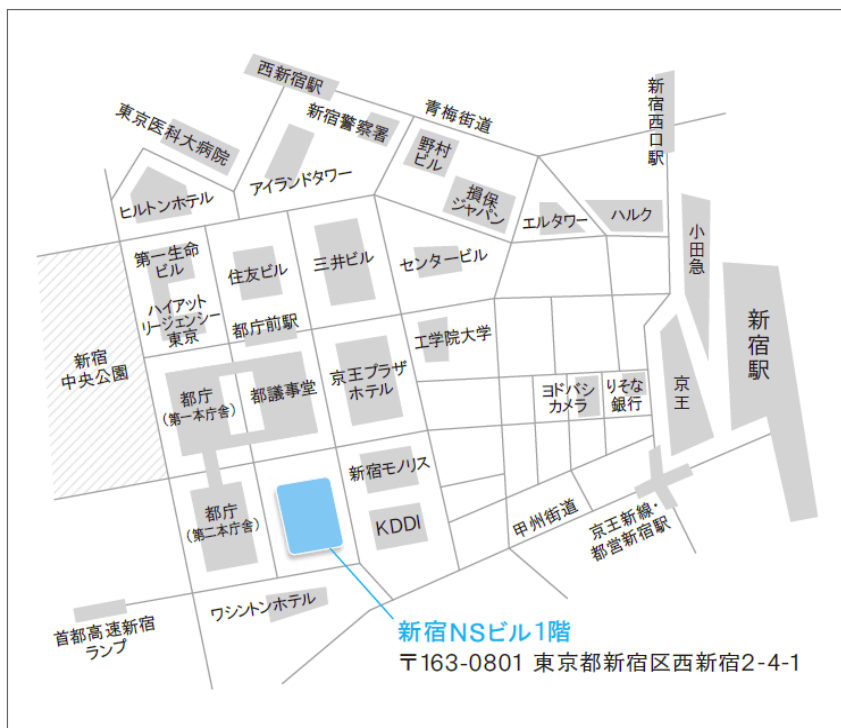 西新宿駅
青梅街道
新宿西口駅
東京医科大病院
新宿警察署
野村
ビル
アイランドタワー
損保
ジャパン
ヒルトンホテル
エルタワー
ハルク
小田急
第一生命
ビル
住友ビル
三井ビル
センタービル
ハイアット
リージェンシー
東京
都庁前駅
工学院大学
新宿駅
新宿
中央公園
都庁
(第一本庁舎)
都議事堂
京王プラザ
ホテル
ヨドバシ
カメラ
りそな
銀行
京王
新宿モノリス
都庁
(第二本庁舎)
KDDI
甲州街道
京王新線・
都営新宿駅
ワシントンホテル
首都高速新宿
ランプ
新宿NSビル1階
〒163-0801 東京都新宿区西新宿2-4-1